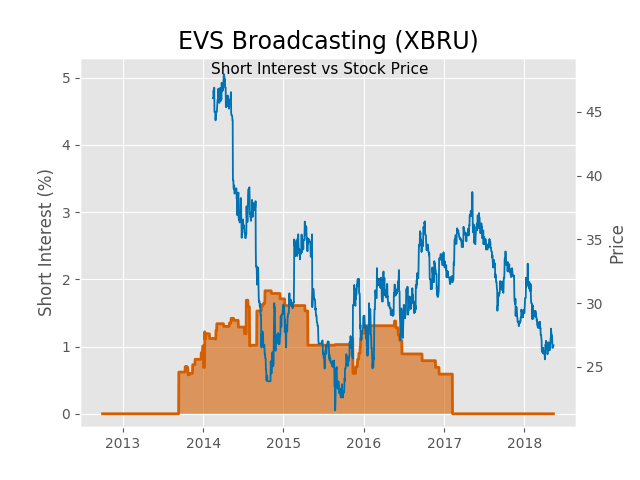 EVS Broadcasting (XBRU)
Short Interest vs Stock Price
Short Interest (%)
5
4
3
2
1
0
45
40
35
30
25
Price
2013 2014 2015 2016 2017 2018